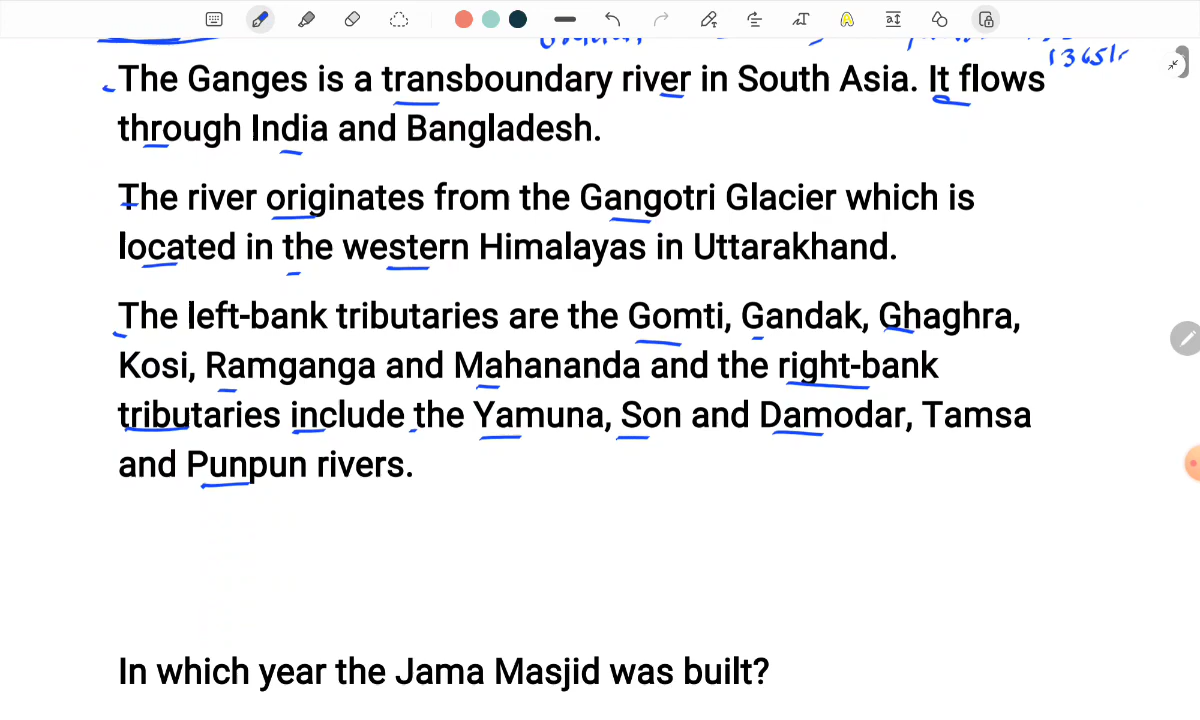 The Ganges is a transboundary river in South Asia. It flows
through India and Bangladesh.
The river originates from the Gangotri Glacier which is
located in the western Himalayas in Uttarakhand.
The left-bank tributaries are the Gomti, Gandak, Ghaghra,
Kosi, Ramganga and Mahananda and the right-bank
tributaries include the Yamuna, Son and Damodar, Tamsa
and Punpun rivers.
In which year the Jama Masjid was built?